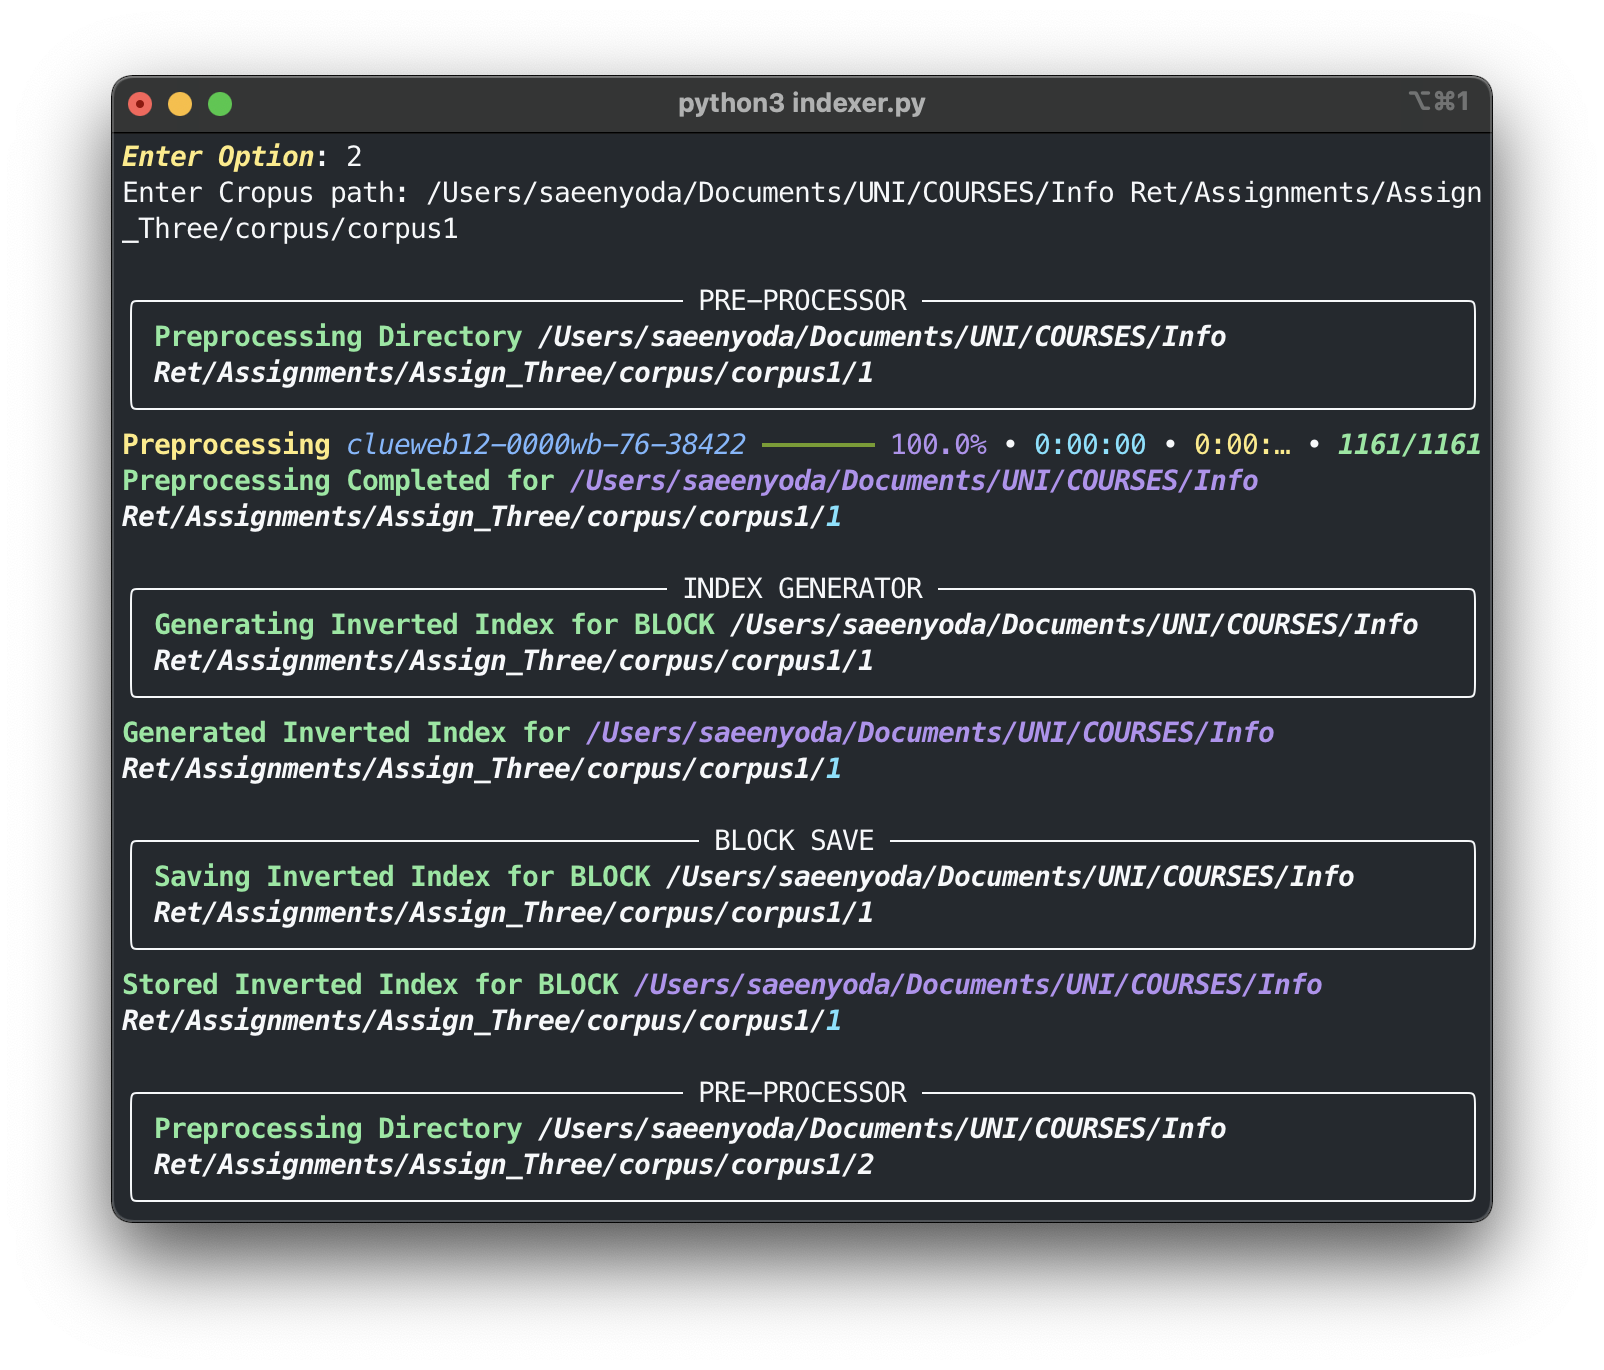 python3 indexer.py
⌥⌘1
Enter Option: 2
Enter Cropus path: /Users/saeenyoda/Documents/UNI/COURSES/Info Ret/Assignments/Assign
_Three/corpus/corpus1
PRE-PROCESSOR
Preprocessing Directory /Users/saeenyoda/Documents/UNI/COURSES/Info
Ret/Assignments/Assign_Three/corpus/corpus1/1
Preprocessing clueweb12-0000wb-76-38422 100.0% • 0:00:00 • 0:00:… • 1161/1161
Preprocessing Completed for /Users/saeenyoda/Documents/UNI/COURSES/Info
Ret/Assignments/Assign_Three/corpus/corpus1/1
INDEX GENERATOR
Generating Inverted Index for BLOCK /Users/saeenyoda/Documents/UNI/COURSES/Info
Ret/Assignments/Assign_Three/corpus/corpus1/1
Generated Inverted Index for /Users/saeenyoda/Documents/UNI/COURSES/Info
Ret/Assignments/Assign_Three/corpus/corpus1/1
BLOCK SAVE
Saving Inverted Index for BLOCK /Users/saeenyoda/Documents/UNI/COURSES/Info
Ret/Assignments/Assign_Three/corpus/corpus1/1
Stored Inverted Index for BLOCK /Users/saeenyoda/Documents/UNI/COURSES/Info
Ret/Assignments/Assign_Three/corpus/corpus1/1
PRE-PROCESSOR
Preprocessing Directory /Users/saeenyoda/Documents/UNI/COURSES/Info
Ret/Assignments/Assign_Three/corpus/corpus1/2